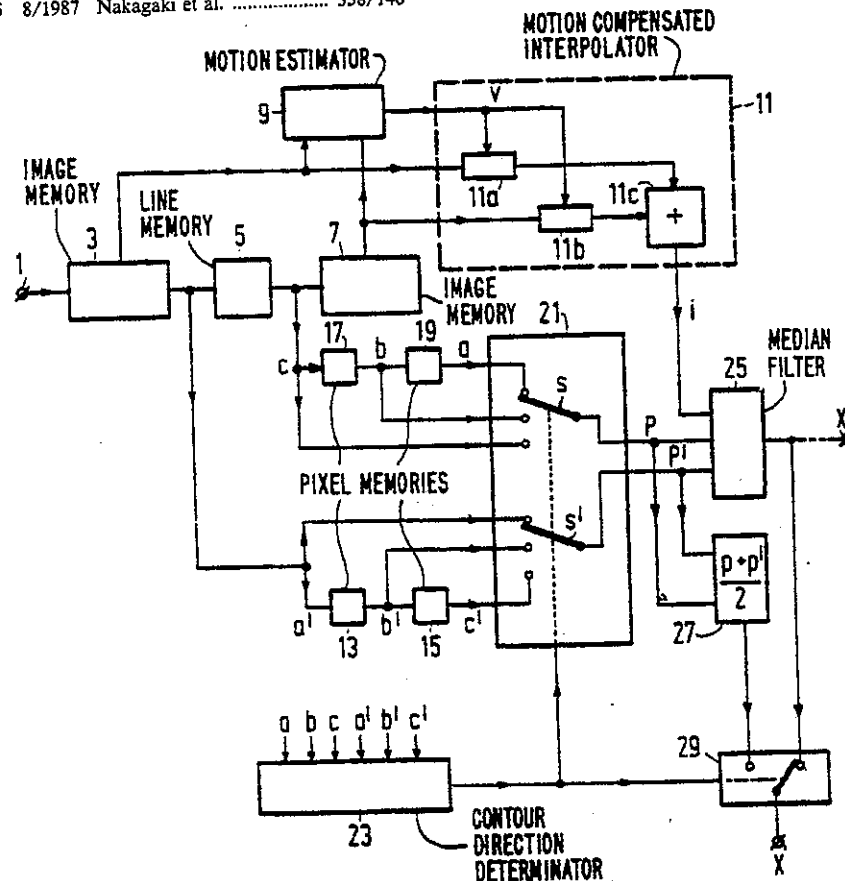 8/1987 Nakagaki et al. .................... 358/140
MOTION COMPENSATED
INTERPOLATOR
MOTION ESTIMATOR
9
V
11
IMAGE
MEMORY
LINE
MEMORY
11a
11c
+
11b
1
3
5
7
IMAGE
MEMORY
i
17
19
21
25
MEDIAN
FILTER
c
b
a
S
P
X
PIXEL MEMORIES
P'
S'
p+p'
2
27
a'
13
b'
15
c'
a b c a' b' c'
29
23
CONTOUR
DIRECTION
DETERMINATOR
X